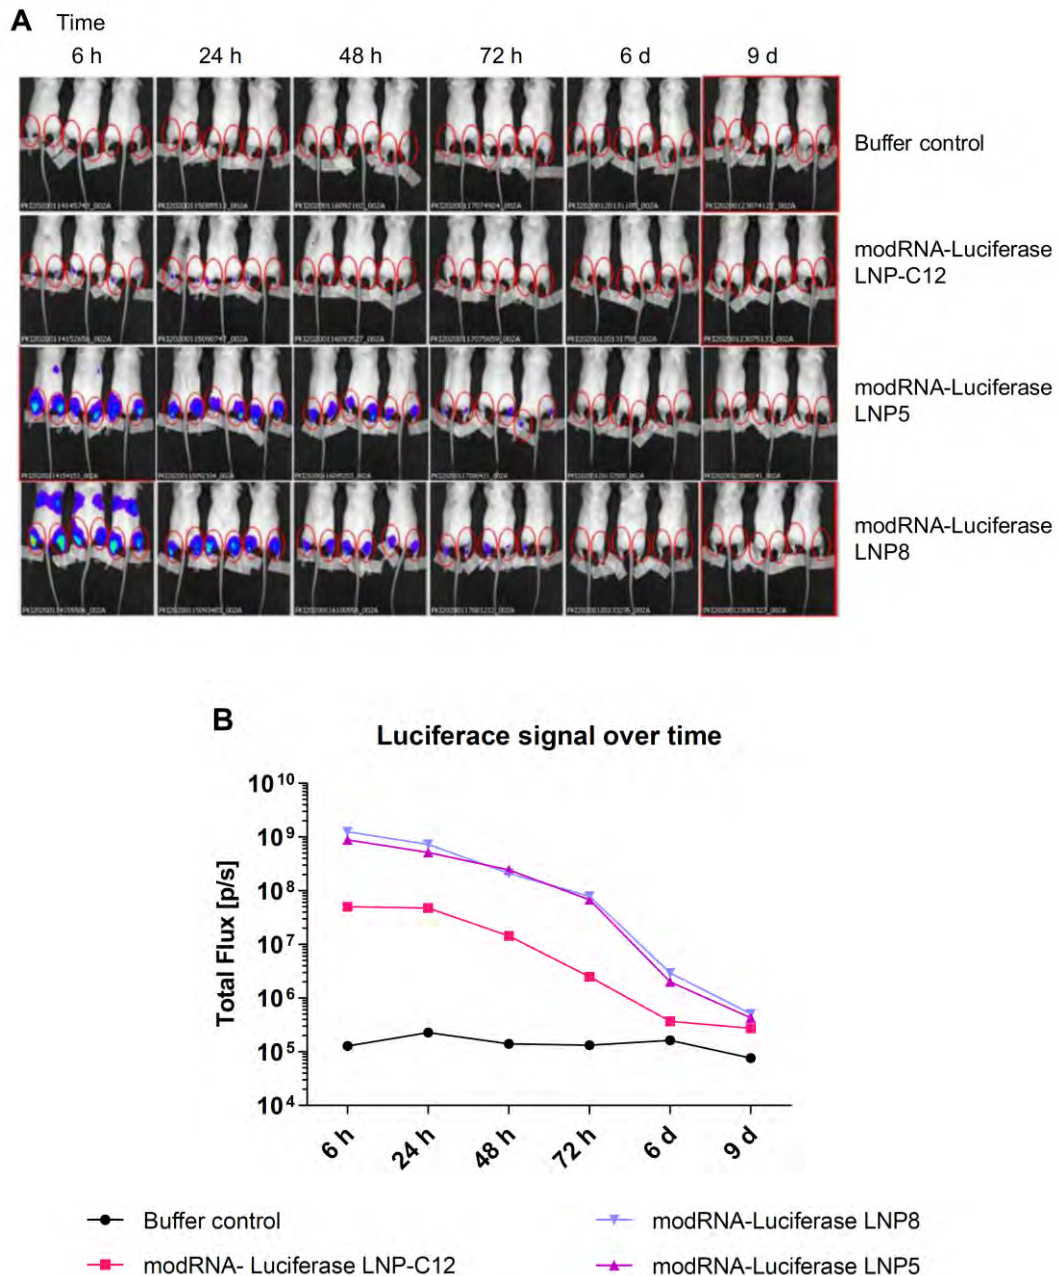 A
Time
6 h 24 h 48 h 72 h 6 d 9 d
Buffer control
modRNA-Luciferase
LNP-C12
modRNA-Luciferase
LNP5
modRNA-Luciferase
LNP8
B
Luciferace signal over time
Total Flux [p/s]
10¹⁰
10⁹
10⁸
10⁷
10⁶
10⁵
10⁴
6 h 24 h 48 h 72 h 6 d 9 d
Buffer control
modRNA-Luciferase LNP8
modRNA- Luciferase LNP-C12
modRNA-Luciferase LNP5